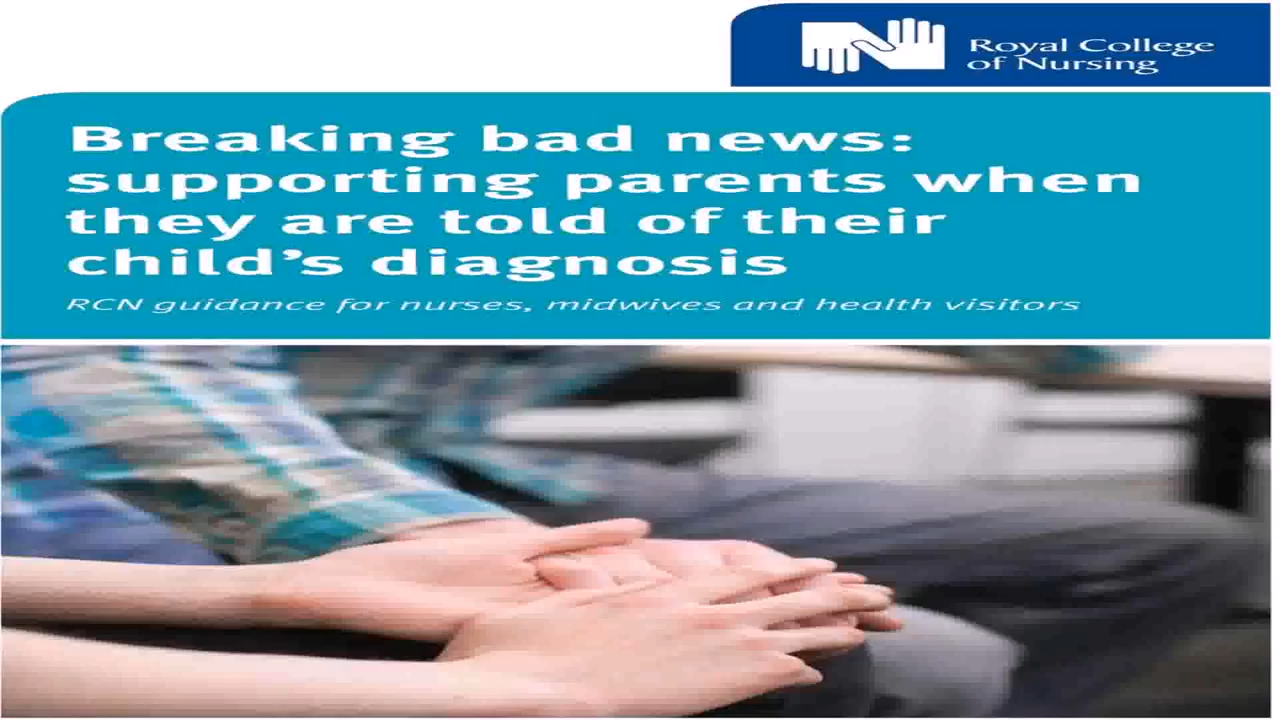 Royal College
of Nursing
Breaking bad news:
supporting parents when
they are told of their
child’s diagnosis
RCN guidance for nurses, midwives and health visitors